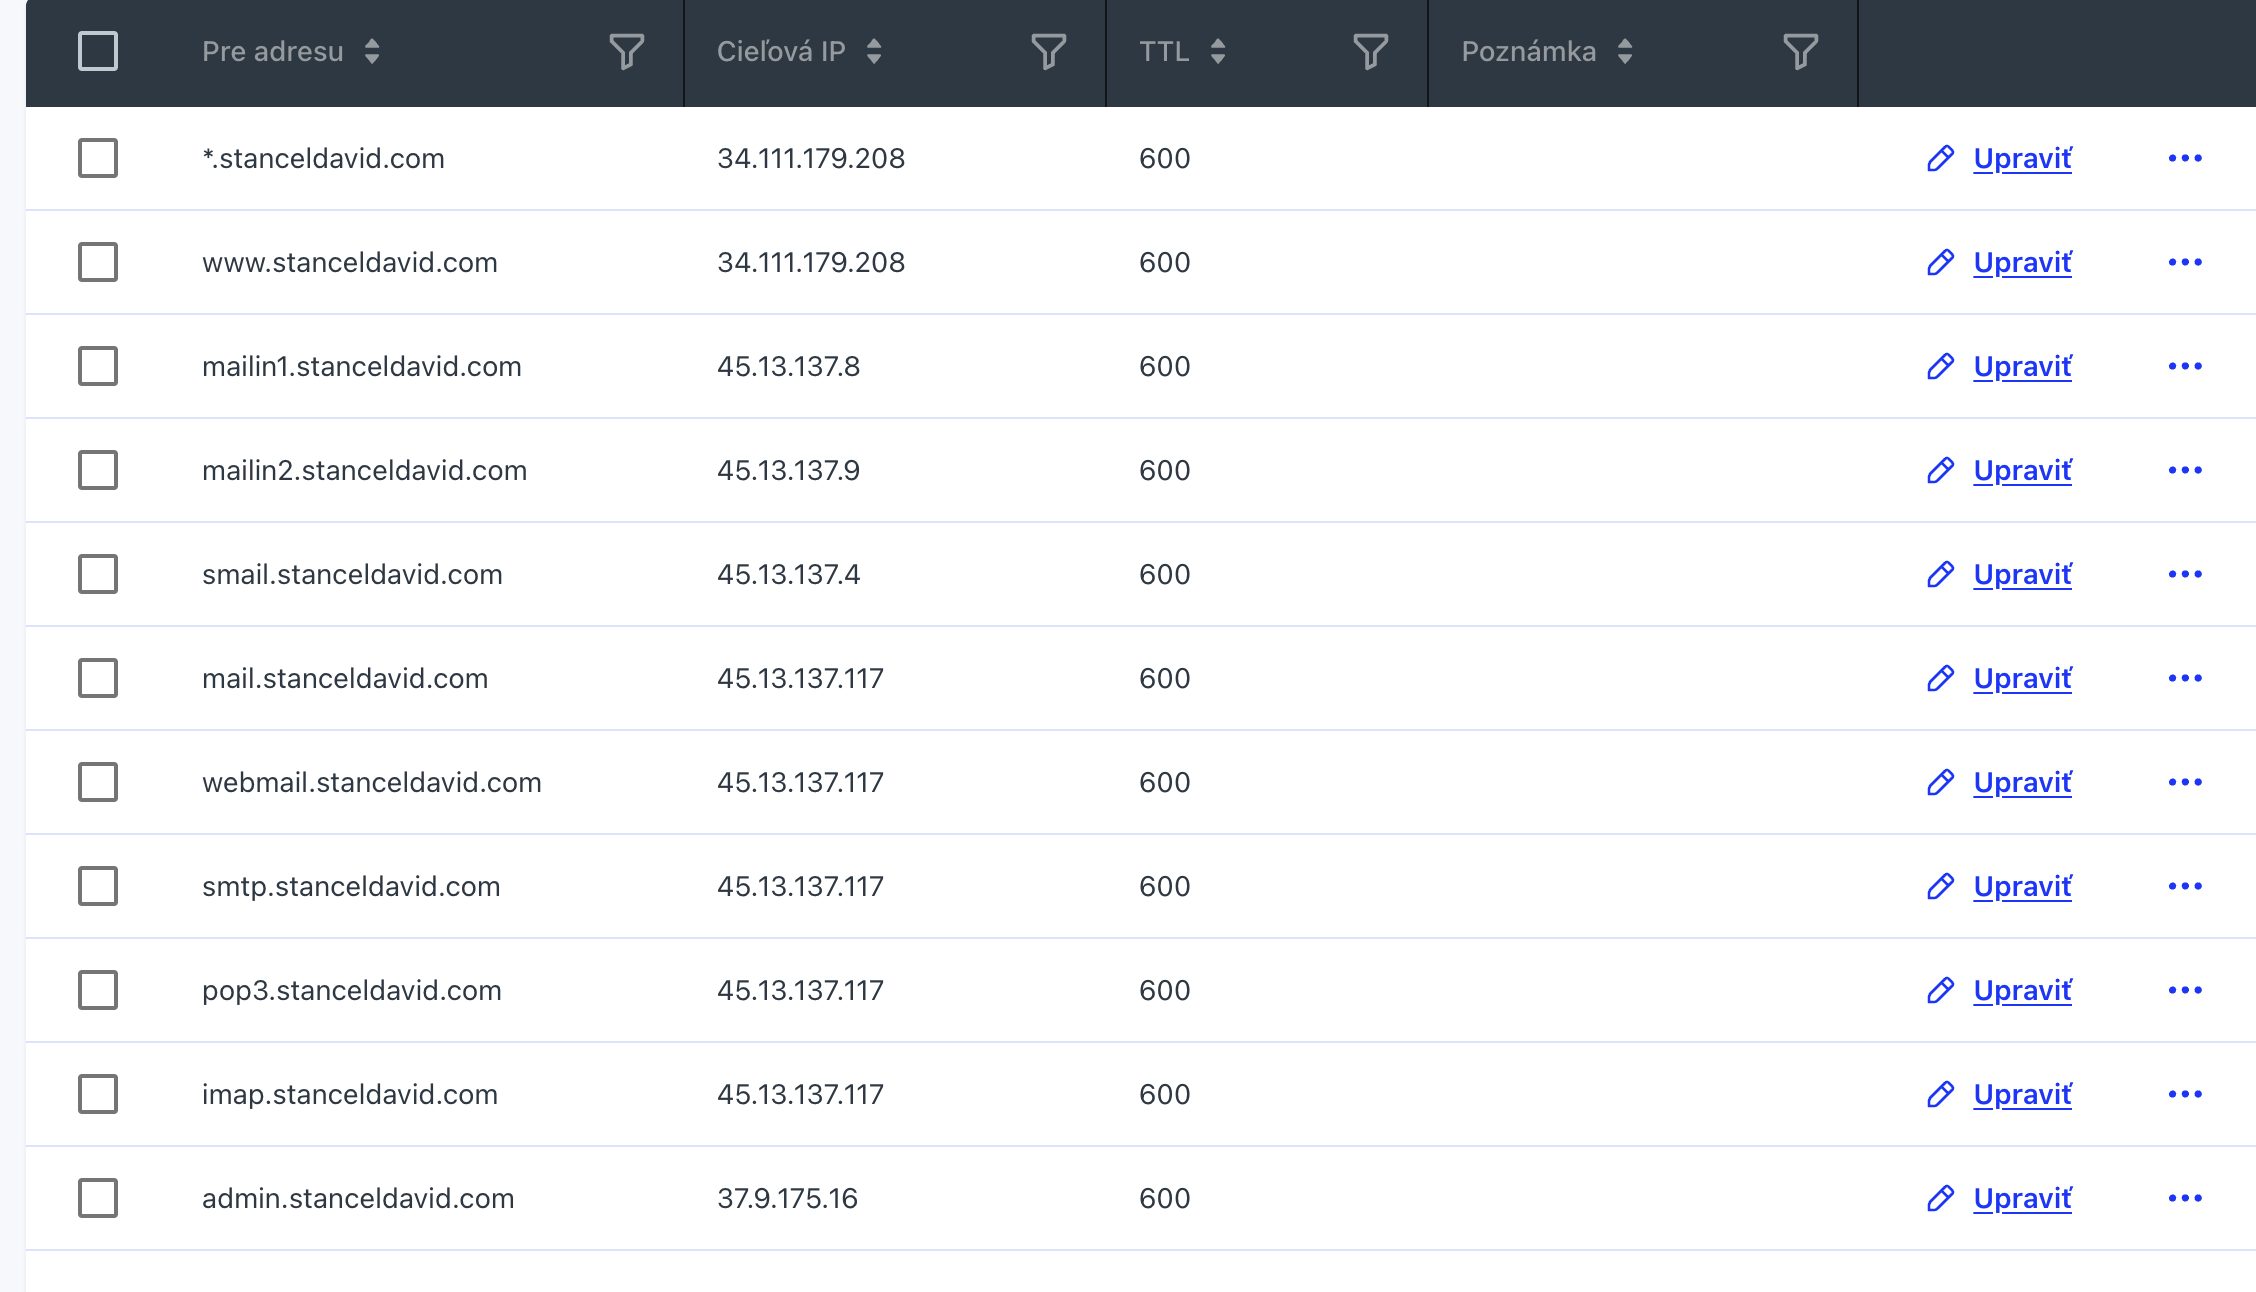 Pre adresu Cieľová IP TTL Poznámka
*.stanceldavid.com 34.111.179.208 600 Upraviť
www.stanceldavid.com 34.111.179.208 600 Upraviť
mailin1.stanceldavid.com 45.13.137.8 600 Upraviť
mailin2.stanceldavid.com 45.13.137.9 600 Upraviť
smail.stanceldavid.com 45.13.137.4 600 Upraviť
mail.stanceldavid.com 45.13.137.117 600 Upraviť
webmail.stanceldavid.com 45.13.137.117 600 Upraviť
smtp.stanceldavid.com 45.13.137.117 600 Upraviť
pop3.stanceldavid.com 45.13.137.117 600 Upraviť
imap.stanceldavid.com 45.13.137.117 600 Upraviť
admin.stanceldavid.com 37.9.175.16 600 Upraviť